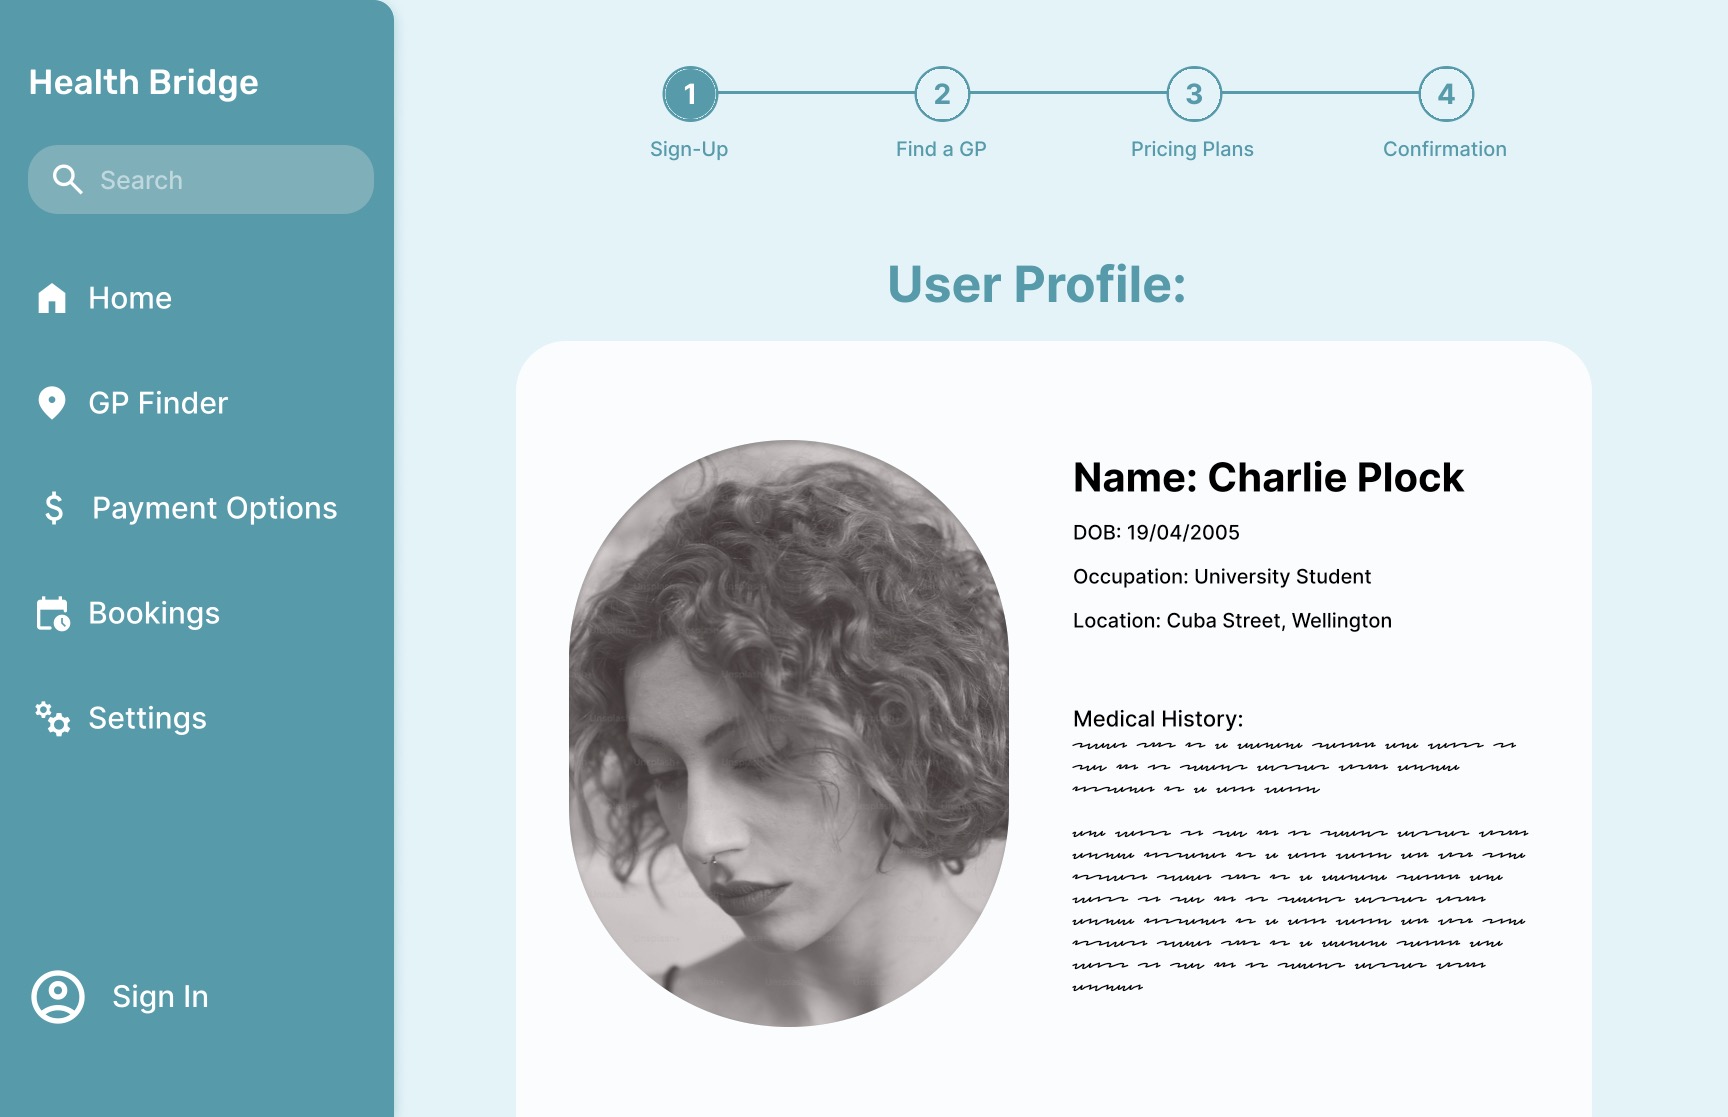 Health Bridge
Search
Home
GP Finder
Payment Options
Bookings
Settings
Sign In
1
2
3
4
Sign-Up
Find a GP
Pricing Plans
Confirmation
User Profile:
Name: Charlie Plock
DOB: 19/04/2005
Occupation: University Student
Location: Cuba Street, Wellington
Medical History: